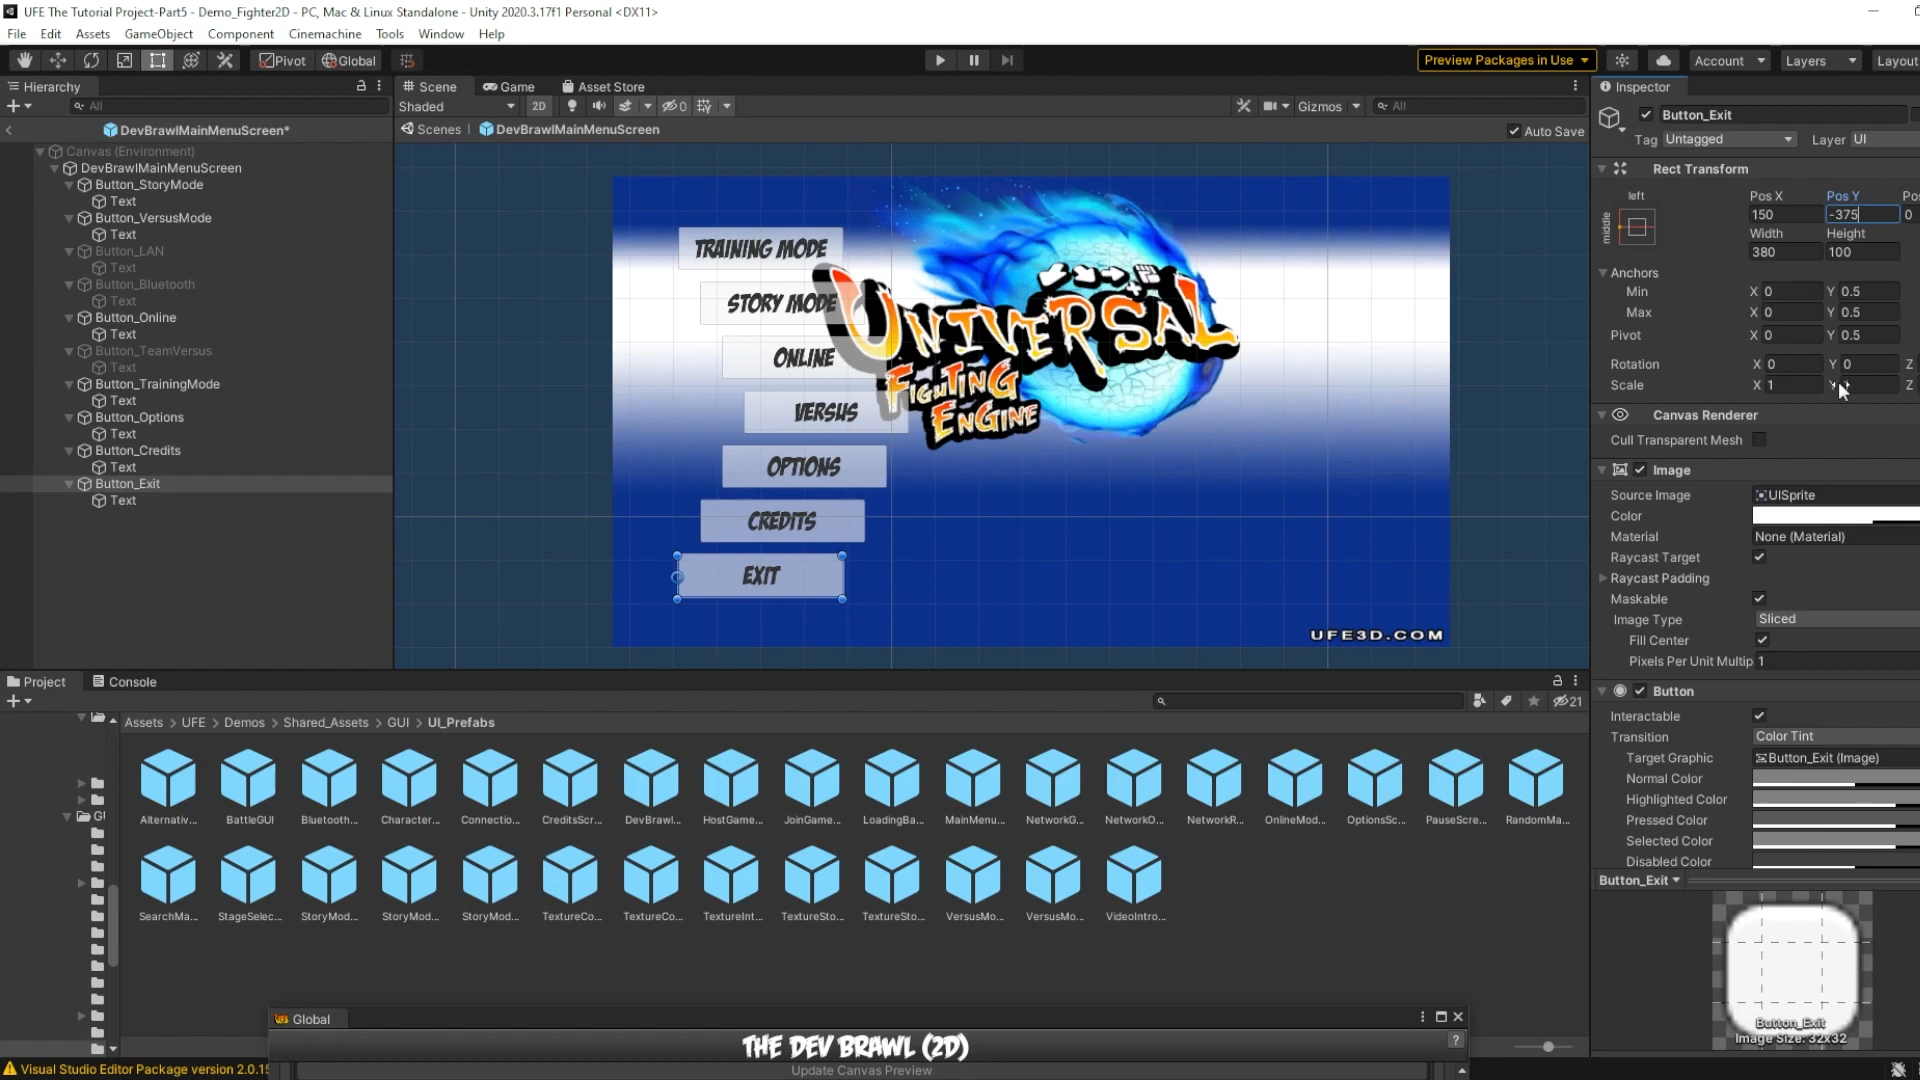 UFE The Tutorial Project-Part5 - Demo_Fighter2D - PC, Mac & Linux Standalone - Unity 2020.3.17f1 Personal <DX11>
File Edit Assets GameObject Component Cinemachine Tools Window Help
Pivot Global Preview Packages in Use Account Layers Layout
Hierarchy Scene Game Asset Store Inspector
All Shaded 2D 0 Gizmos All
Button_Exit
DevBrawlMainMenuScreen* Scenes DevBrawlMainMenuScreen Auto Save
Tag Untagged Layer UI
Canvas (Environment)
DevBrawlMainMenuScreen
Button_StoryMode
Text
Button_VersusMode
Text
Button_LAN
Text
Button_Bluetooth
Text
Button_Online
Text
Button_TeamVersus
Text
Button_TrainingMode
Text
Button_Options
Text
Button_Credits
Text
Button_Exit
Text
TRAINING MODE
STORY MODE
ONLINE
VERSUS
OPTIONS
CREDITS
EXIT
UNIVERSAL
FIGHTING
ENGINE
UFE3D.COM
Rect Transform
left Pos X Pos Y Pos
middle 150 -375 0
Width Height
380 100
Anchors
Min X 0 Y 0.5
Max X 0 Y 0.5
Pivot X 0 Y 0.5
Rotation X 0 Y 0 Z
Scale X 1 Z
Canvas Renderer
Cull Transparent Mesh
Image
Source Image UISprite
Color
Material None (Material)
Raycast Target
Raycast Padding
Maskable
Image Type Sliced
Fill Center
Pixels Per Unit Multip 1
Button
Interactable
Transition Color Tint
Target Graphic Button_Exit (Image)
Normal Color
Highlighted Color
Pressed Color
Selected Color
Disabled Color
Button_Exit
Button_Exit
Image Size: 32x32
Project Console
21
Assets > UFE > Demos > Shared_Assets > GUI > UI_Prefabs
Alternativ... BattleGUI Bluetooth... Character... Connectio... CreditsScr... DevBrawl... HostGame... JoinGame... LoadingBa... MainMenu... NetworkG... NetworkO... NetworkR... OnlineMod... OptionsSc... PauseScre... RandomMa...
SearchMa... StageSelec... StoryMod... StoryMod... StoryMod... TextureCo... TextureCo... TextureInt... TextureSto... TextureSto... VersusMo... VersusMo... VideoIntro...
Global
THE DEV BRAWL (2D)
Update Canvas Preview
Visual Studio Editor Package version 2.0.15